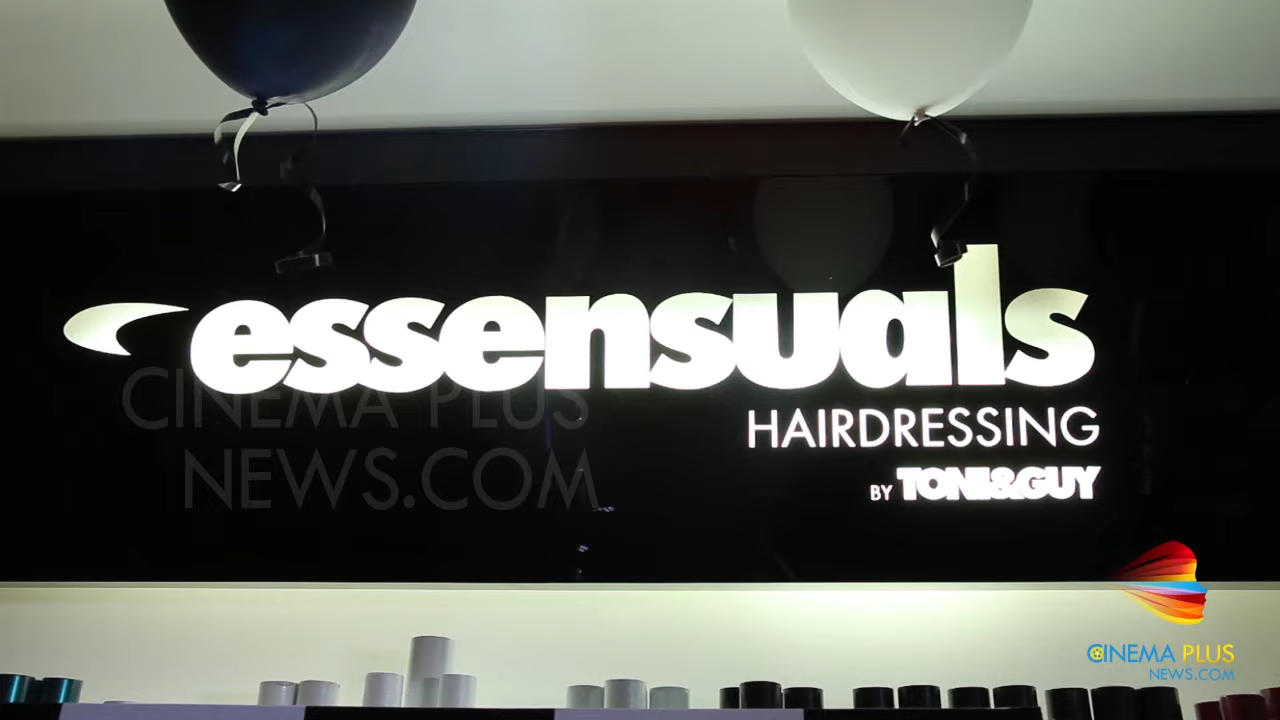 essensuals
HAIRDRESSING
BY TONI&GUY
CINEMA PLUS
NEWS.COM
CINEMA PLUS
NEWS.COM